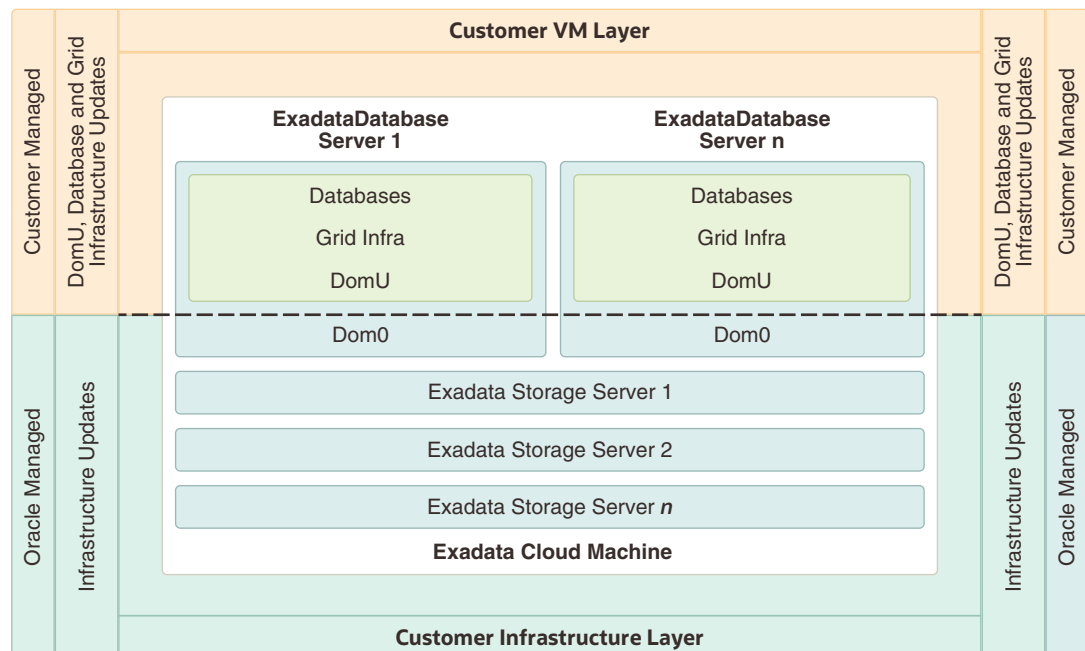 Customer VM Layer
Customer Managed
DomU, Database and Grid
Infrastructure Updates
ExadataDatabase
Server 1
ExadataDatabase
Server n
DomU, Database and Grid
Infrastructure Updates
Customer Managed
Databases
Grid Infra
DomU
Databases
Grid Infra
DomU
Dom0
Dom0
Oracle Managed
Infrastructure Updates
Exadata Storage Server 1
Exadata Storage Server 2
Exadata Storage Server n
Exadata Cloud Machine
Infrastructure Updates
Oracle Managed
Customer Infrastructure Layer